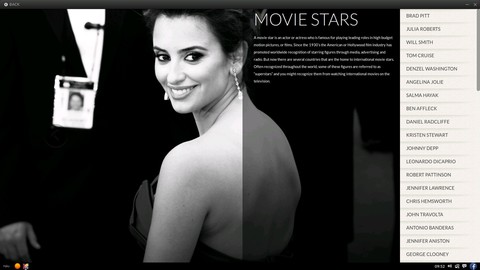 BACK
MOVIE STARS
A movie star is an actor or actress who is famous for playing leading roles in high budget
motion pictures, or films. Since the 1930's the American or Hollywood film industry has
promoted worldwide recognition of starring figures through media, advertising and
radio. But now there are several countries that are the home to international movie stars.
Often recognized throughout the world, some of these figures are referred to as
"superstars" and you might recognize them from watching international movies on the
television.
BRAD PITT
JULIA ROBERTS
WILL SMITH
TOM CRUISE
DENZEL WASHINGTON
ANGELINA JOLIE
SALMA HAYAK
BEN AFFLECK
DANIEL RADCLIFFE
KRISTEN STEWART
JOHNNY DEPP
LEONARDO DICAPRIO
ROBERT PATTINSON
JENNIFER LAWRENCE
CHRIS HEMSWORTH
JOHN TRAVOLTA
ANTONIO BANDERAS
JENNIFER ANISTON
GEORGE CLOONEY